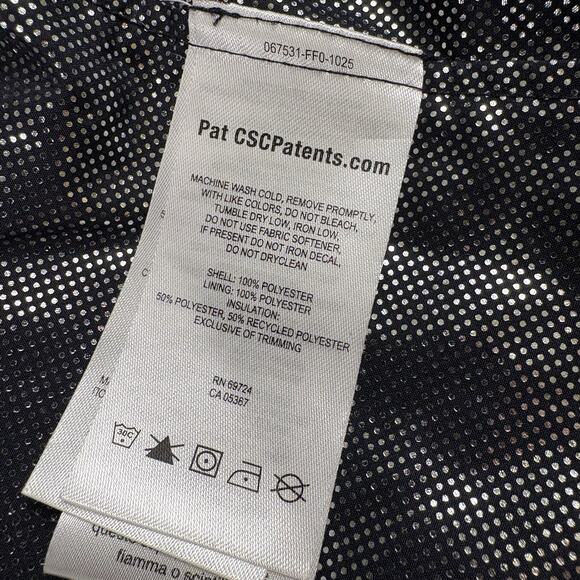 067531-FF0-1025
Pat CSCPatents.com
MACHINE WASH COLD, REMOVE PROMPTLY,
WITH LIKE COLORS, DO NOT BLEACH,
TUMBLE DRY LOW, IRON LOW,
DO NOT USE FABRIC SOFTENER,
IF PRESENT DO NOT IRON DECAL,
DO NOT DRYCLEAN
SHELL: 100% POLYESTER
LINING: 100% POLYESTER
INSULATION:
50% POLYESTER, 50% RECYCLED POLYESTER
EXCLUSIVE OF TRIMMING
RN 69724
CA 05367
30C
fiamma o